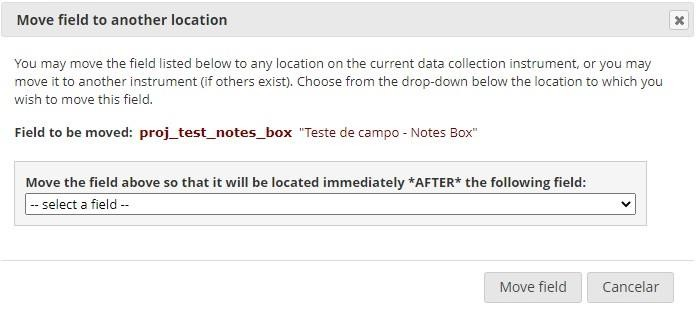 Move field to another location
You may move the field listed below to any location on the current data collection instrument, or you may
move it to another instrument (if others exist). Choose from the drop-down below the location to which you
wish to move this field.
Field to be moved: proj_test_notes_box "Teste de campo - Notes Box"
Move the field above so that it will be located immediately *AFTER* the following field:
-- select a field --
Move field Cancelar